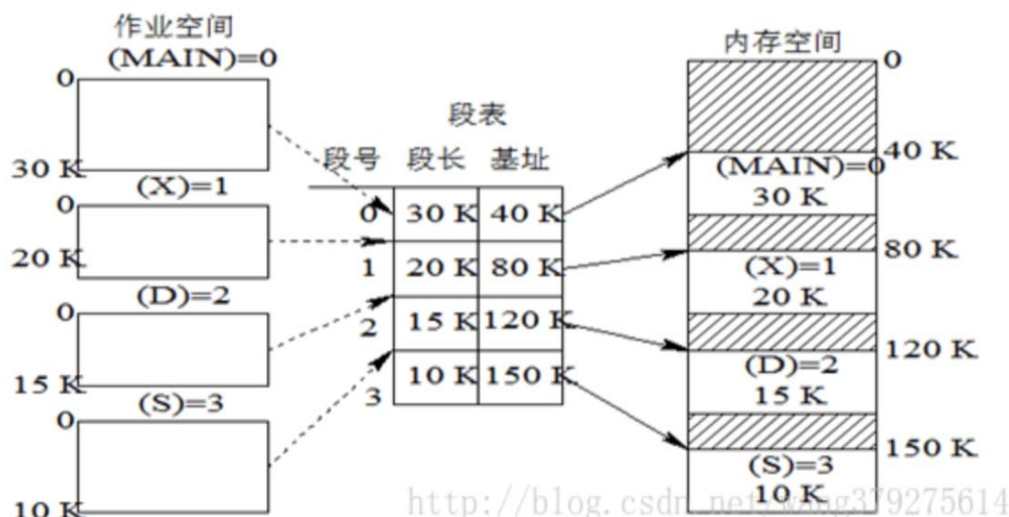 作业空间
(MAIN)=0
0
30 K
(X)=1
0
20 K
(D)=2
0
15 K
(S)=3
0
10 K
段表
段号 段长 基址
0 30 K 40 K
1 20 K 80 K
2 15 K 120 K
3 10 K 150 K
内存空间
0
40 K
(MAIN)=0
30 K
80 K
(X)=1
20 K
120 K
(D)=2
15 K
150 K
(S)=3
10 K